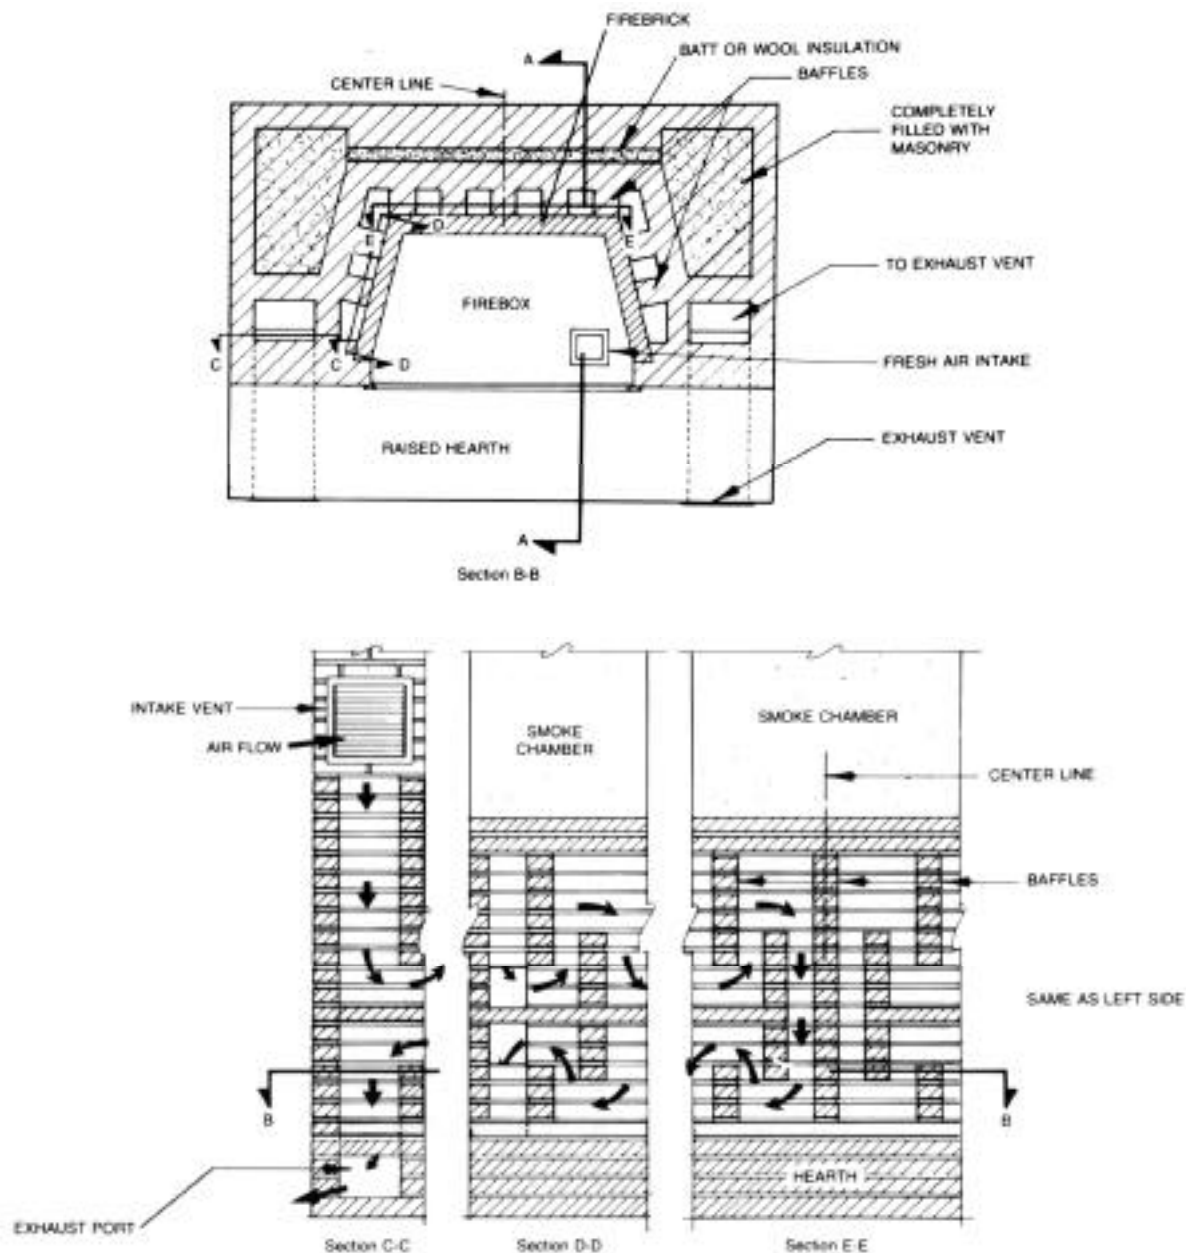 FIREBRICK
BATT OR WOOL INSULATION
A
BAFFLES
CENTER LINE
COMPLETELY
FILLED WITH
MASONRY
E
D
E
TO EXHAUST VENT
FIREBOX
C
C
D
FRESH AIR INTAKE
RAISED HEARTH
EXHAUST VENT
A
Section B-B
INTAKE VENT
AIR FLOW
SMOKE
CHAMBER
SMOKE CHAMBER
CENTER LINE
BAFFLES
SAME AS LEFT SIDE
B
B
HEARTH
EXHAUST PORT
Section C-C
Section D-D
Section E-E